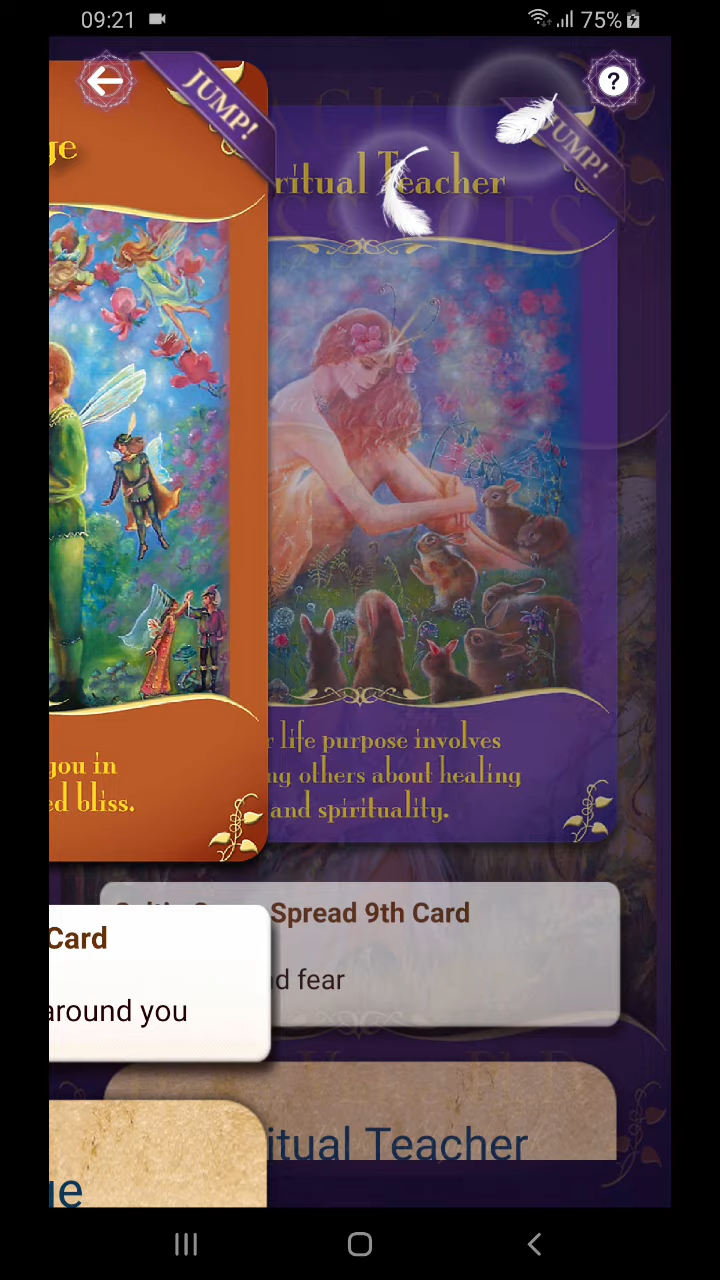 09:21
75%
JUMP!
JUMP!
?
ge
ritual Teacher
you in
ed bliss.
r life purpose involves
ng others about healing
and spirituality.
Spread 9th Card
d fear
Card
around you
itual Teacher
ge